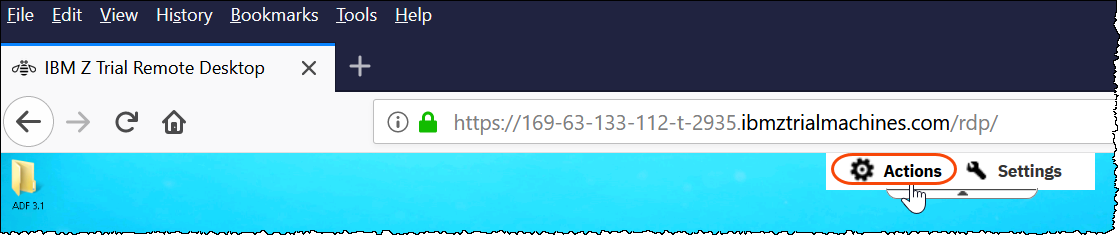 File Edit View History Bookmarks Tools Help
IBM Z Trial Remote Desktop
https://169-63-133-112-t-2935.ibmztrialmachines.com/rdp/
Actions Settings
ADF 3.1